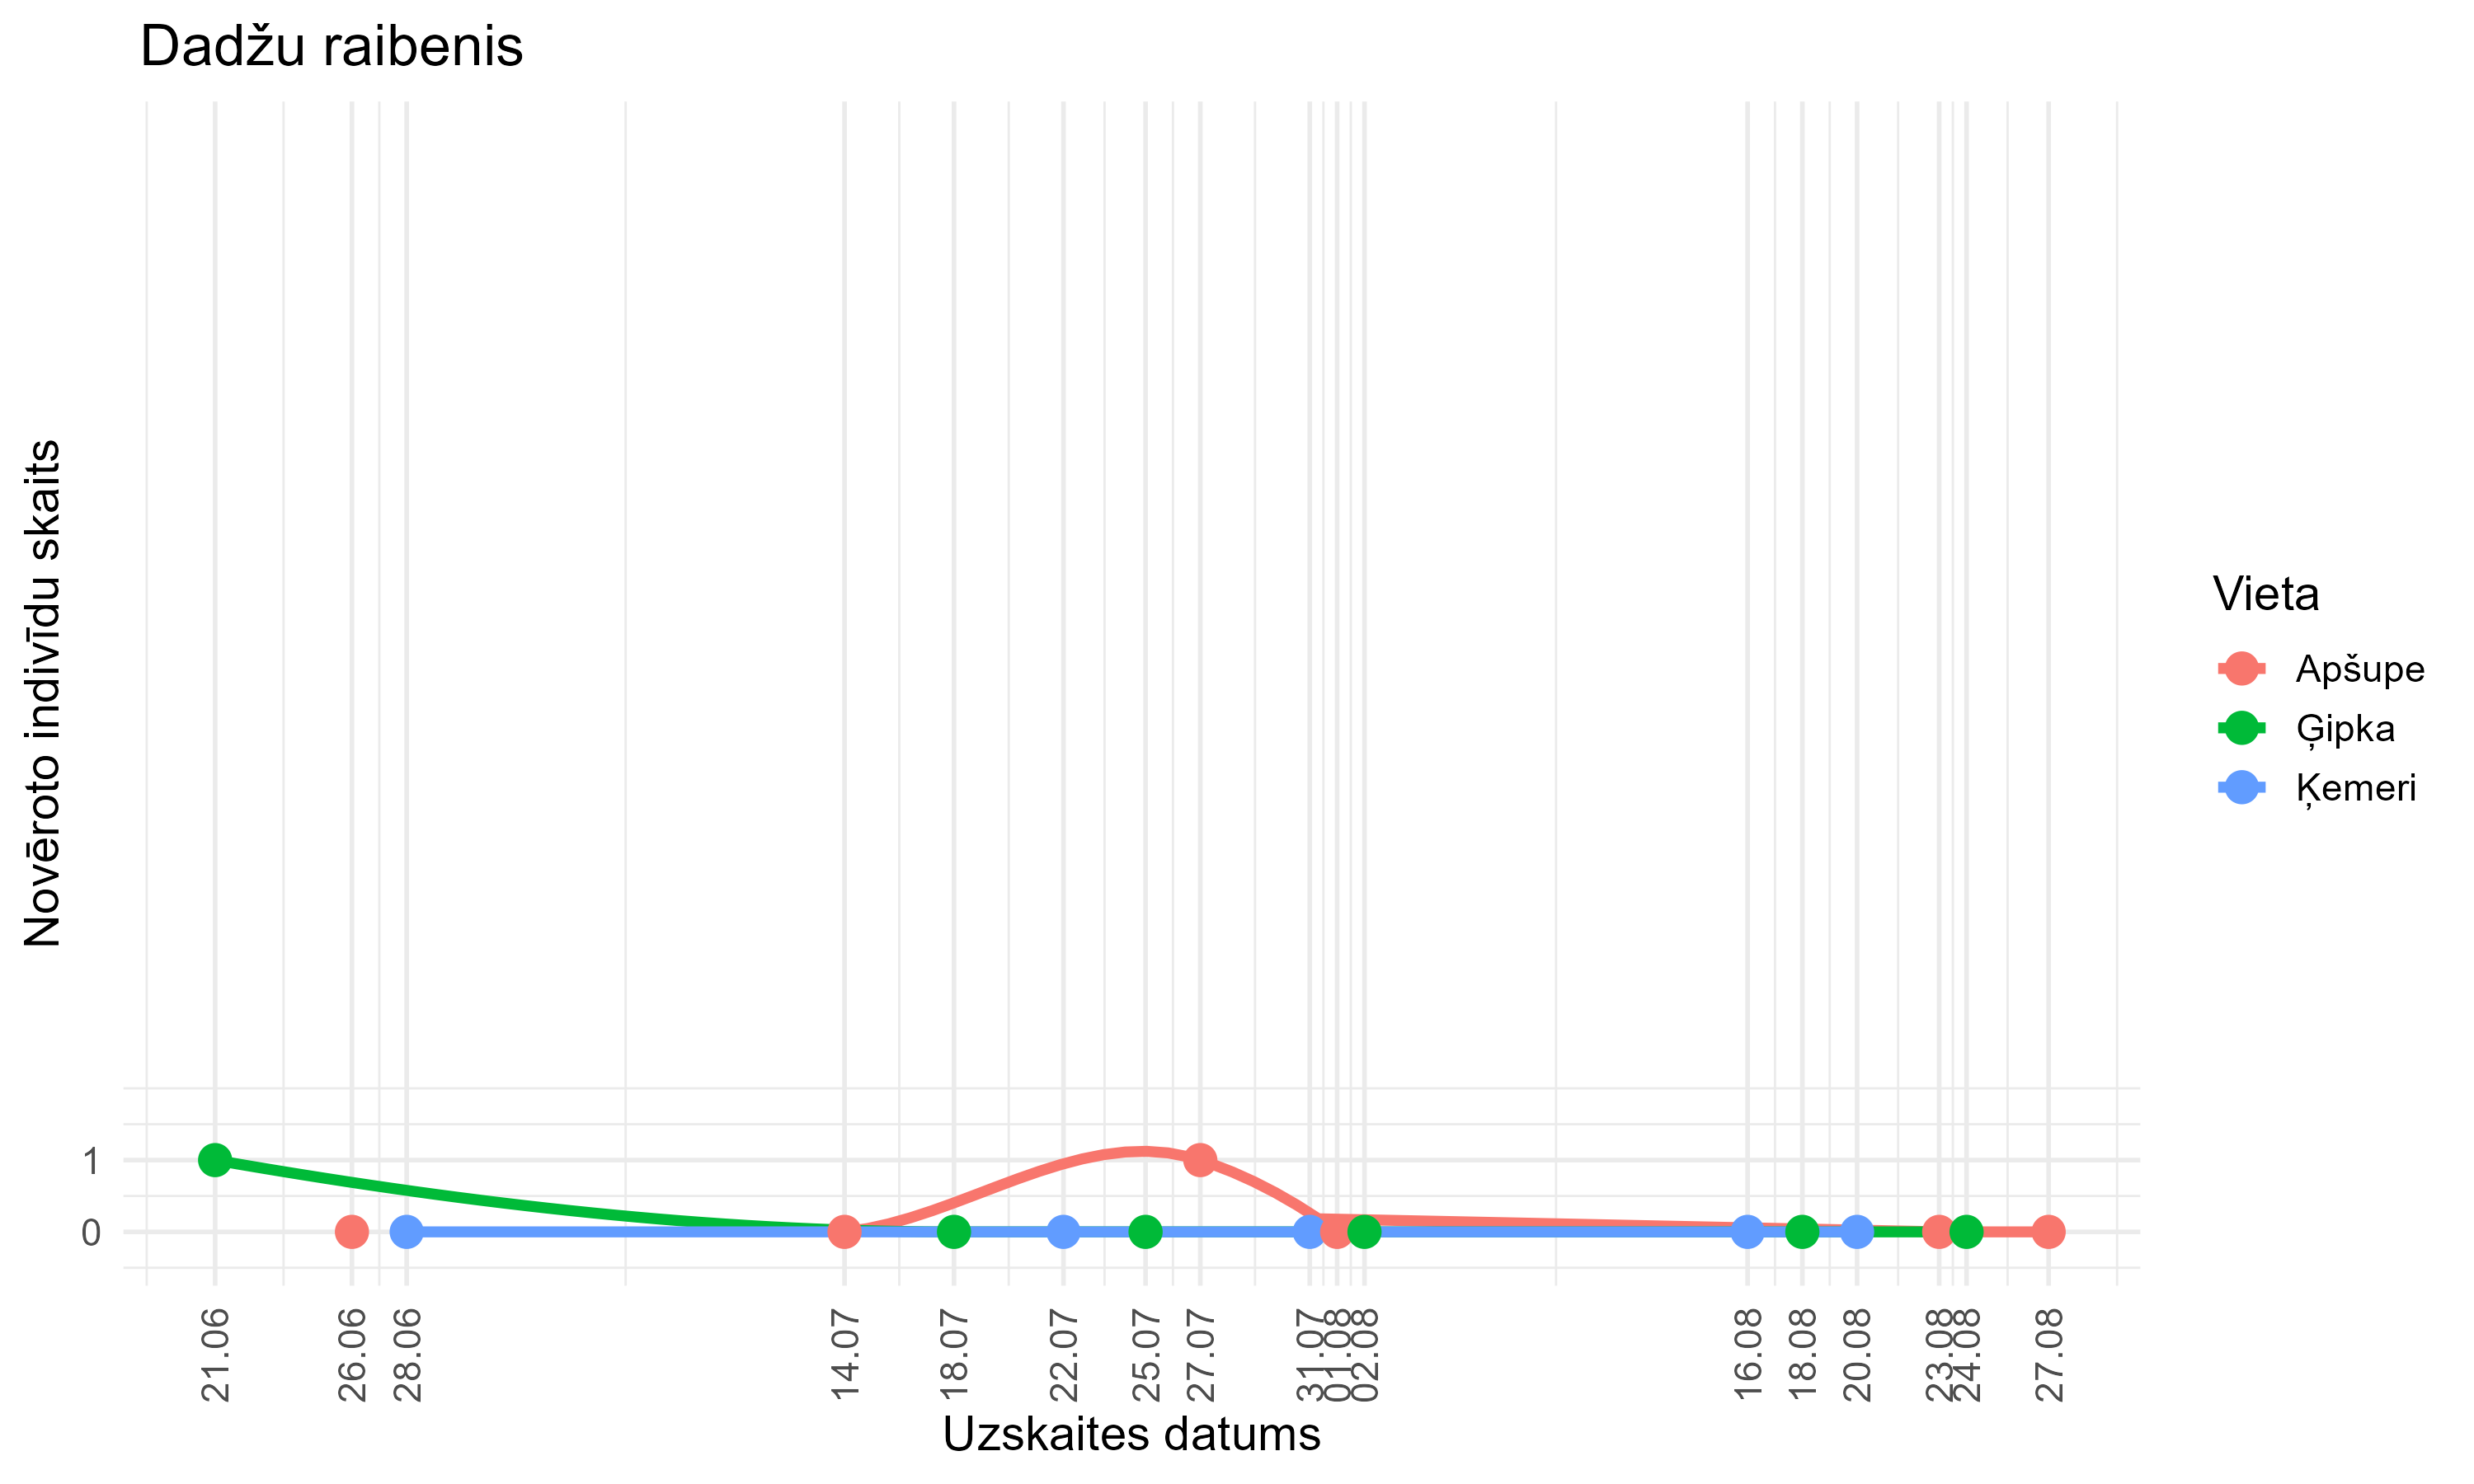 Dadžu raibenis
Novēroto indivīdu skaits
1
0
21.06
26.06
28.06
14.07
18.07
22.07
25.07
27.07
31.07
01.08
02.08
16.08
18.08
20.08
23.08
24.08
27.08
Uzskaites datums
Vieta
Apšupe
Ģipka
Ķemeri